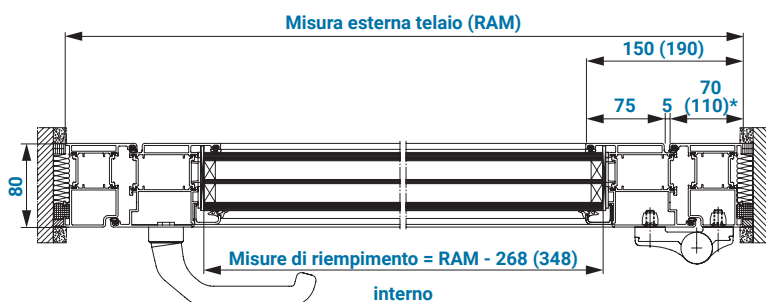 Misura esterna telaio (RAM)
150 (190)
70
75 5 (110)*
80
Misure di riempimento = RAM - 268 (348)
interno